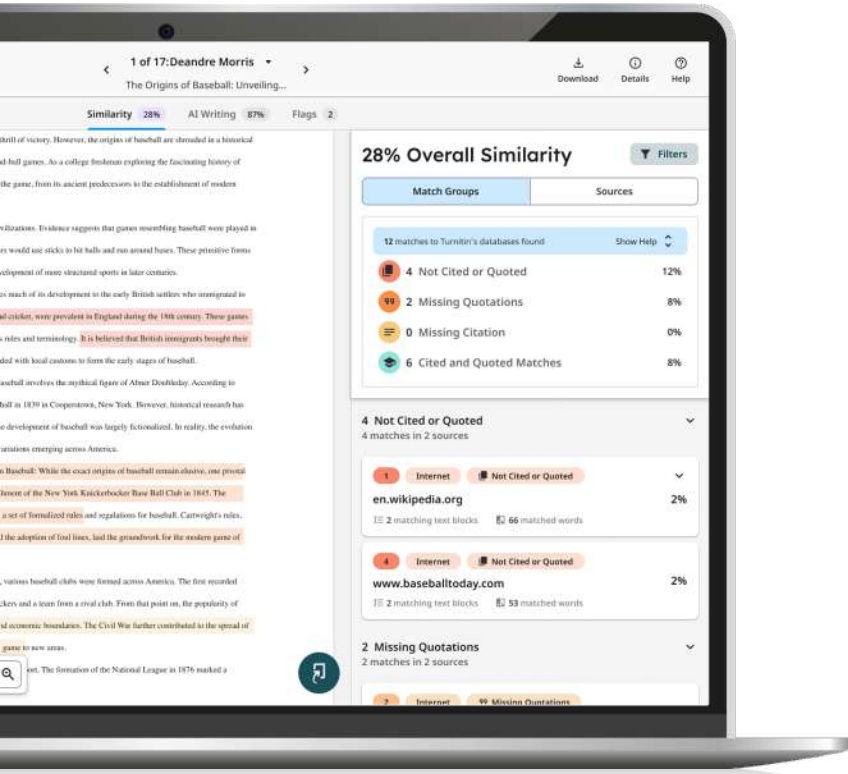 1 of 17:Deandre Morris
The Origins of Baseball: Unveiling...
Download
Details
Help
Similarity 28%
AI Writing 87%
Flags 2
thrill of victory. However, the origins of baseball are shrouded in a historical
d-ball games. As a college freshman exploring the fascinating history of
the game, from its ancient predecessors to the establishment of modern
vilizations. Evidence suggests that games resembling baseball were played in
rs would use sticks to hit balls and run around bases. These primitive forms
velopment of more structured sports in later centuries.
es much of its development to the early British settlers who immigrated to
nd cricket, were prevalent in England during the 18th century. These games
s rules and terminology. It is believed that British immigrants brought their
ded with local customs to form the early stages of baseball.
aseball involves the mythical figure of Abner Doubleday. According to
ball in 1839 in Cooperstown, New York. However, historical research has
e development of baseball was largely fictionalized. In reality, the evolution
variations emerging across America.
n Baseball: While the exact origins of baseball remain elusive, one pivotal
lishment of the New York Knickerbocker Base Ball Club in 1845. The
a set of formalized rules and regulations for baseball. Cartwright's rules,
d the adoption of foul lines, laid the groundwork for the modern game of
, various baseball clubs were formed across America. The first recorded
ckers and a team from a rival club. From that point on, the popularity of
nd economic boundaries. The Civil War further contributed to the spread of
game to new areas.
ort. The formation of the National League in 1876 marked a
28% Overall Similarity
Filters
Match Groups
Sources
12 matches to Turnitin's databases found
Show Help
4 Not Cited or Quoted 12%
99 2 Missing Quotations 8%
0 Missing Citation 0%
6 Cited and Quoted Matches 8%
4 Not Cited or Quoted
4 matches in 2 sources
1 Internet Not Cited or Quoted
en.wikipedia.org 2%
2 matching text blocks 66 matched words
4 Internet Not Cited or Quoted
www.baseballtoday.com 2%
2 matching text blocks 53 matched words
2 Missing Quotations
2 matches in 2 sources
Internet 99 Missing Quotations